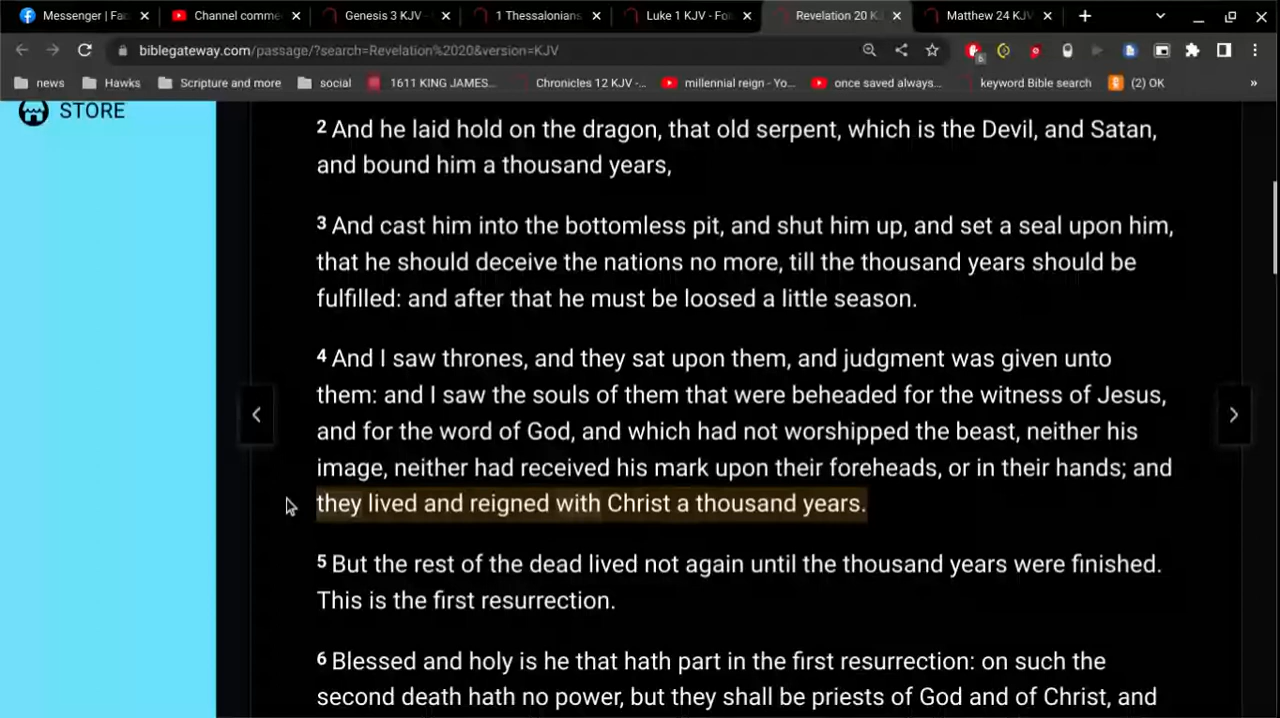 Messenger | Fa
Channel comme
Genesis 3 KJV -
1 Thessalonians
Luke 1 KJV - Fo
Revelation 20 K
Matthew 24 KJV
biblegateway.com/passage/?search=Revelation%2020&version=KJV
6
news
Hawks
Scripture and more
social
1611 KING JAMES...
Chronicles 12 KJV -...
millennial reign - Yo...
once saved always...
keyword Bible search
(2) OK
»
STORE
2 And he laid hold on the dragon, that old serpent, which is the Devil, and Satan,
and bound him a thousand years,
3 And cast him into the bottomless pit, and shut him up, and set a seal upon him,
that he should deceive the nations no more, till the thousand years should be
fulfilled: and after that he must be loosed a little season.
4 And I saw thrones, and they sat upon them, and judgment was given unto
them: and I saw the souls of them that were beheaded for the witness of Jesus,
and for the word of God, and which had not worshipped the beast, neither his
image, neither had received his mark upon their foreheads, or in their hands; and
they lived and reigned with Christ a thousand years.
5 But the rest of the dead lived not again until the thousand years were finished.
This is the first resurrection.
6 Blessed and holy is he that hath part in the first resurrection: on such the
second death hath no power, but they shall be priests of God and of Christ, and